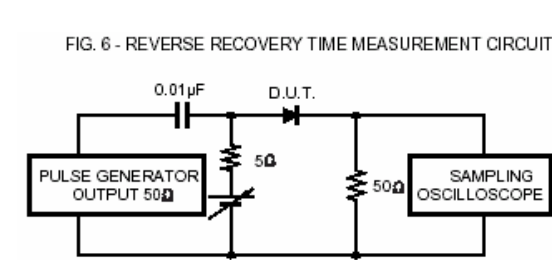 FIG. 6 - REVERSE RECOVERY TIME MEASUREMENT CIRCUIT
0.01µF
D.U.T.
5Ω
PULSE GENERATOR
OUTPUT 50Ω
50Ω
SAMPLING
OSCILLOSCOPE